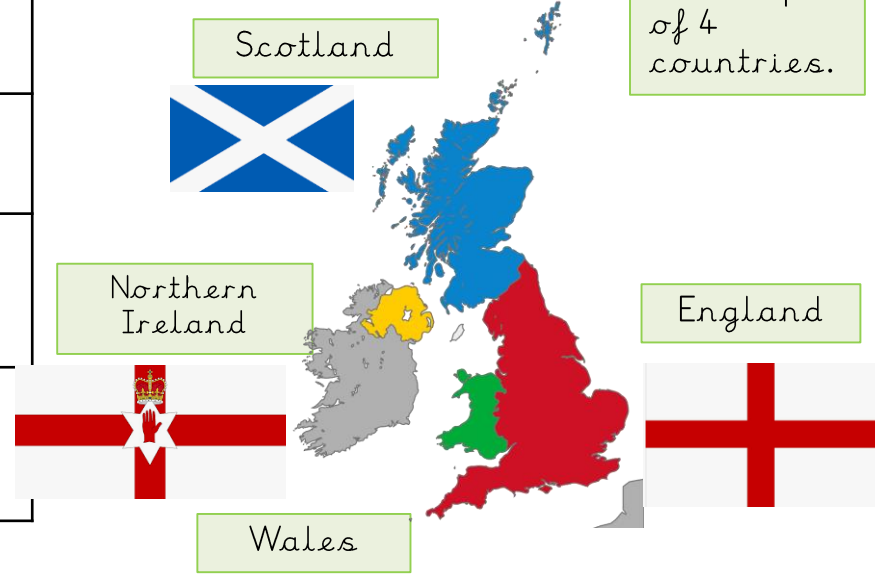 Scotland
of 4
countries.
Northern
Ireland
England
Wales